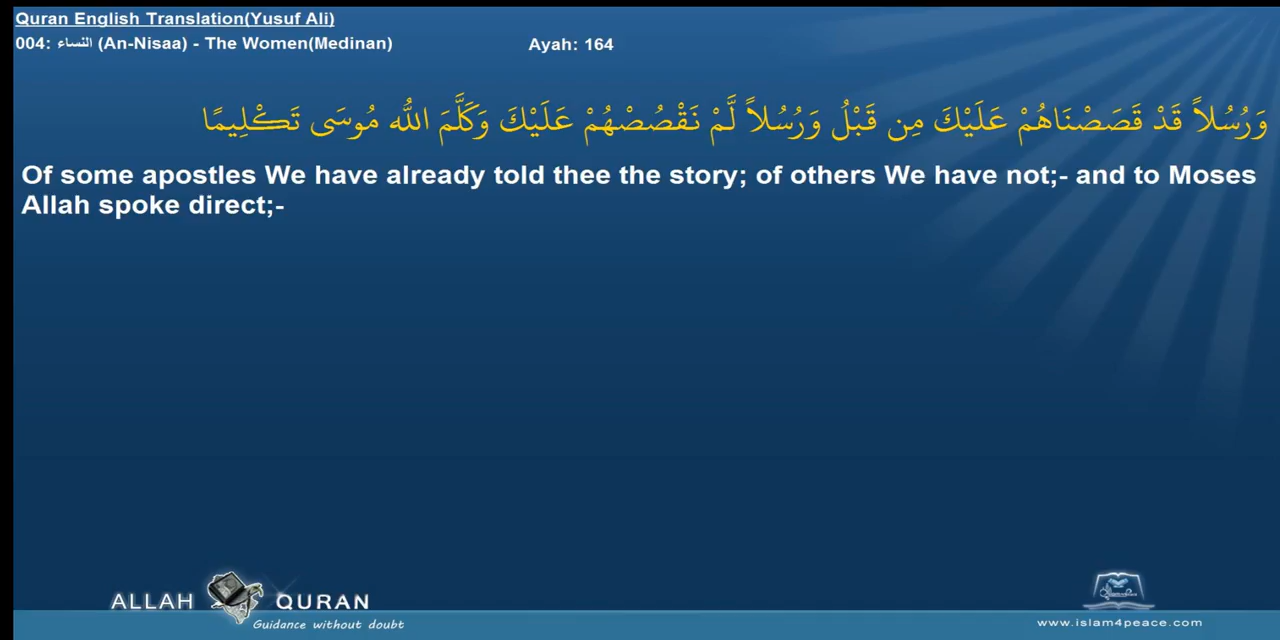 Quran English Translation(Yusuf Ali)
004: النساء (An-Nisaa) - The Women(Medinan) Ayah: 164
وَرُسُلاً قَدْ قَصَصْنَاهُمْ عَلَيْكَ مِن قَبْلُ وَرُسُلاً لَّمْ نَقْصُصْهُمْ عَلَيْكَ وَكَلَّمَ اللّهُ مُوسَى تَكْلِيمًا
Of some apostles We have already told thee the story; of others We have not;- and to Moses
Allah spoke direct;-
ALLAH QURAN
Guidance without doubt
www.islam4peace.com